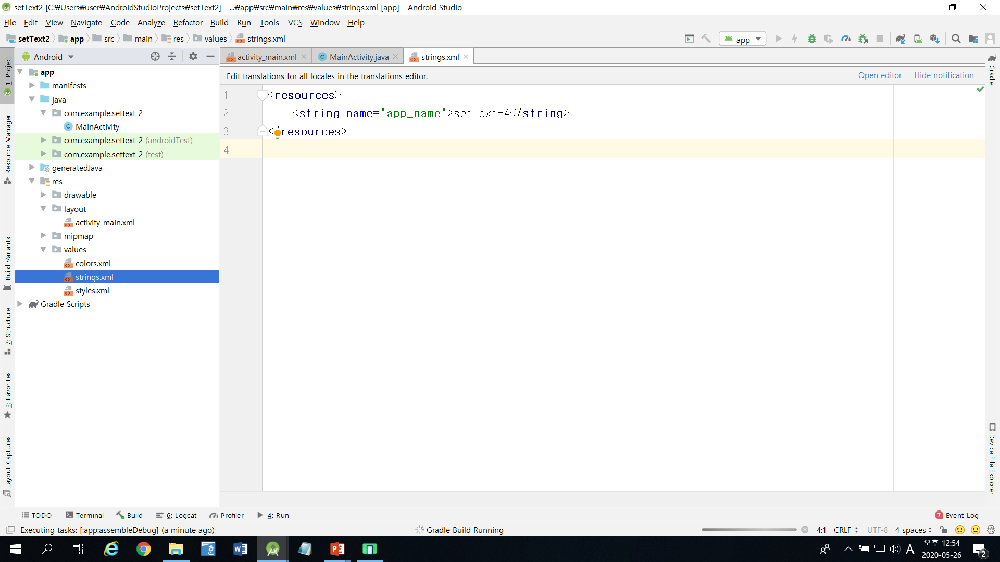 setText2 [C:₩Users₩user₩AndroidStudioProjects₩setText2] - ...₩app₩src₩main₩res₩values₩strings.xml [app] - Android Studio
File Edit View Navigate Code Analyze Refactor Build Run Tools VCS Window Help
setText2 app src main res values strings.xml
app
Android
activity_main.xml MainActivity.java strings.xml
Edit translations for all locales in the translations editor.
Open editor Hide notification
1: Project
Resource Manager
Build Variants
7: Structure
2: Favorites
Layout Captures
app
manifests
java
com.example.settext_2
MainActivity
com.example.settext_2 (androidTest)
com.example.settext_2 (test)
generatedJava
res
drawable
layout
activity_main.xml
mipmap
values
colors.xml
strings.xml
styles.xml
Gradle Scripts
1 <resources>
2 <string name="app_name">setText-4</string>
3 </resources>
4
Gradle
Device File Explorer
TODO Terminal Build 6: Logcat Profiler 4: Run
7 Event Log
Executing tasks: [:app:assembleDebug] (a minute ago)
Gradle Build Running
4:1 CRLF UTF-8 4 spaces
A
오후 12:54
2020-05-26
2